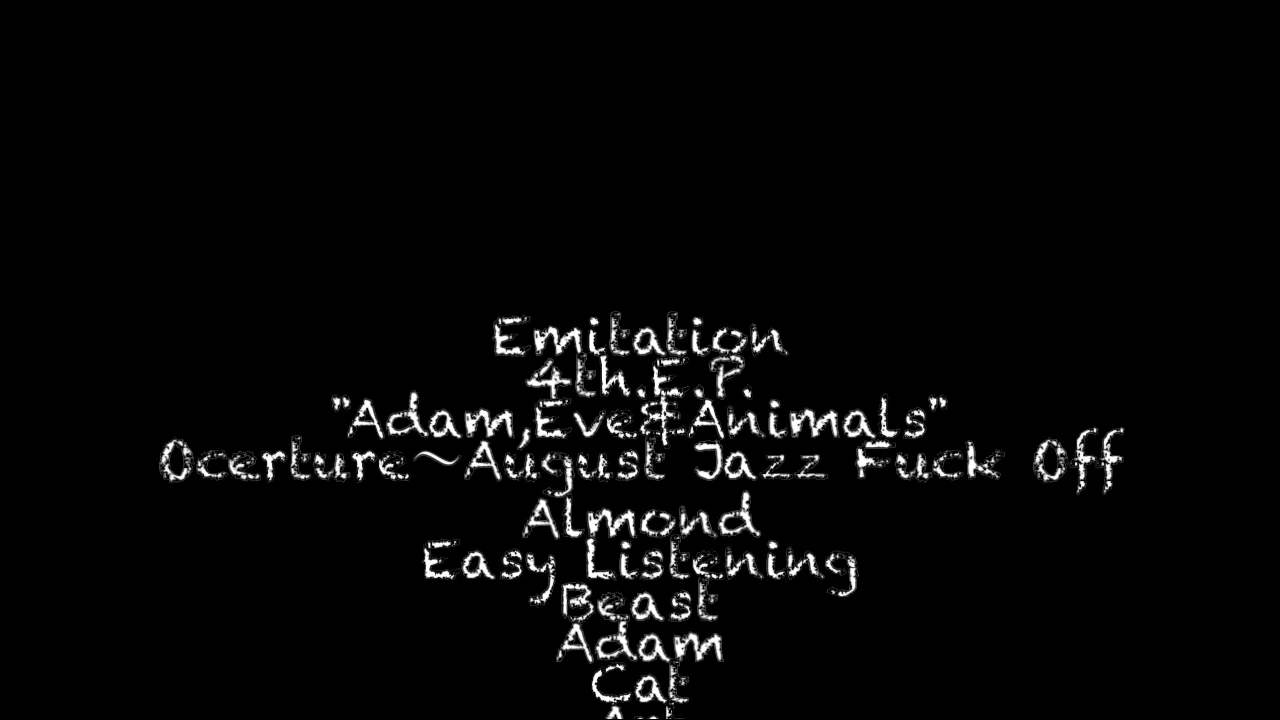 Emitation
4th.E.P.
"Adam,Eve&Animals"
Ocerture~August Jazz Fuck Off
Almond
Easy Listening
Beast
Adam
Cat